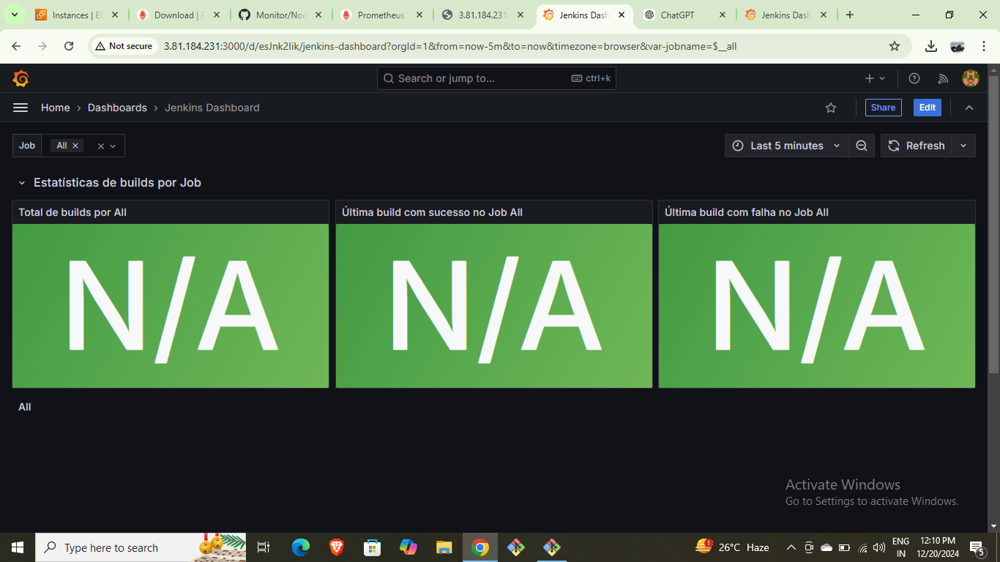 Instances | E
Download | P
Monitor/Noc
Prometheus
3.81.184.231
Jenkins Dash
ChatGPT
Jenkins Dash
Not secure
3.81.184.231:3000/d/esJnk2lik/jenkins-dashboard?orgId=1&from=now-5m&to=now&timezone=browser&var-jobname=$__all
Search or jump to...
ctrl+k
Home › Dashboards › Jenkins Dashboard
Share
Edit
Job
All
Last 5 minutes
Refresh
Estatísticas de builds por Job
Total de builds por All
Última build com sucesso no Job All
Última build com falha no Job All
N/A
N/A
N/A
All
Activate Windows
Go to Settings to activate Windows.
Type here to search
1
26°C Haze
ENG
IN
12:10 PM
12/20/2024
5